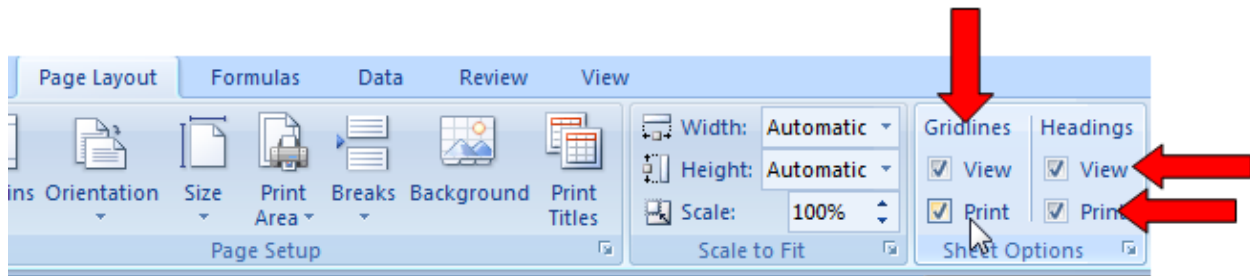 Page Layout Formulas Data Review View
Width: Automatic Gridlines Headings
Height: Automatic View View
Orientation Size Print Breaks Background Print Scale: 100% Print Print
Area Titles
Page Setup Scale to Fit Sheet Options